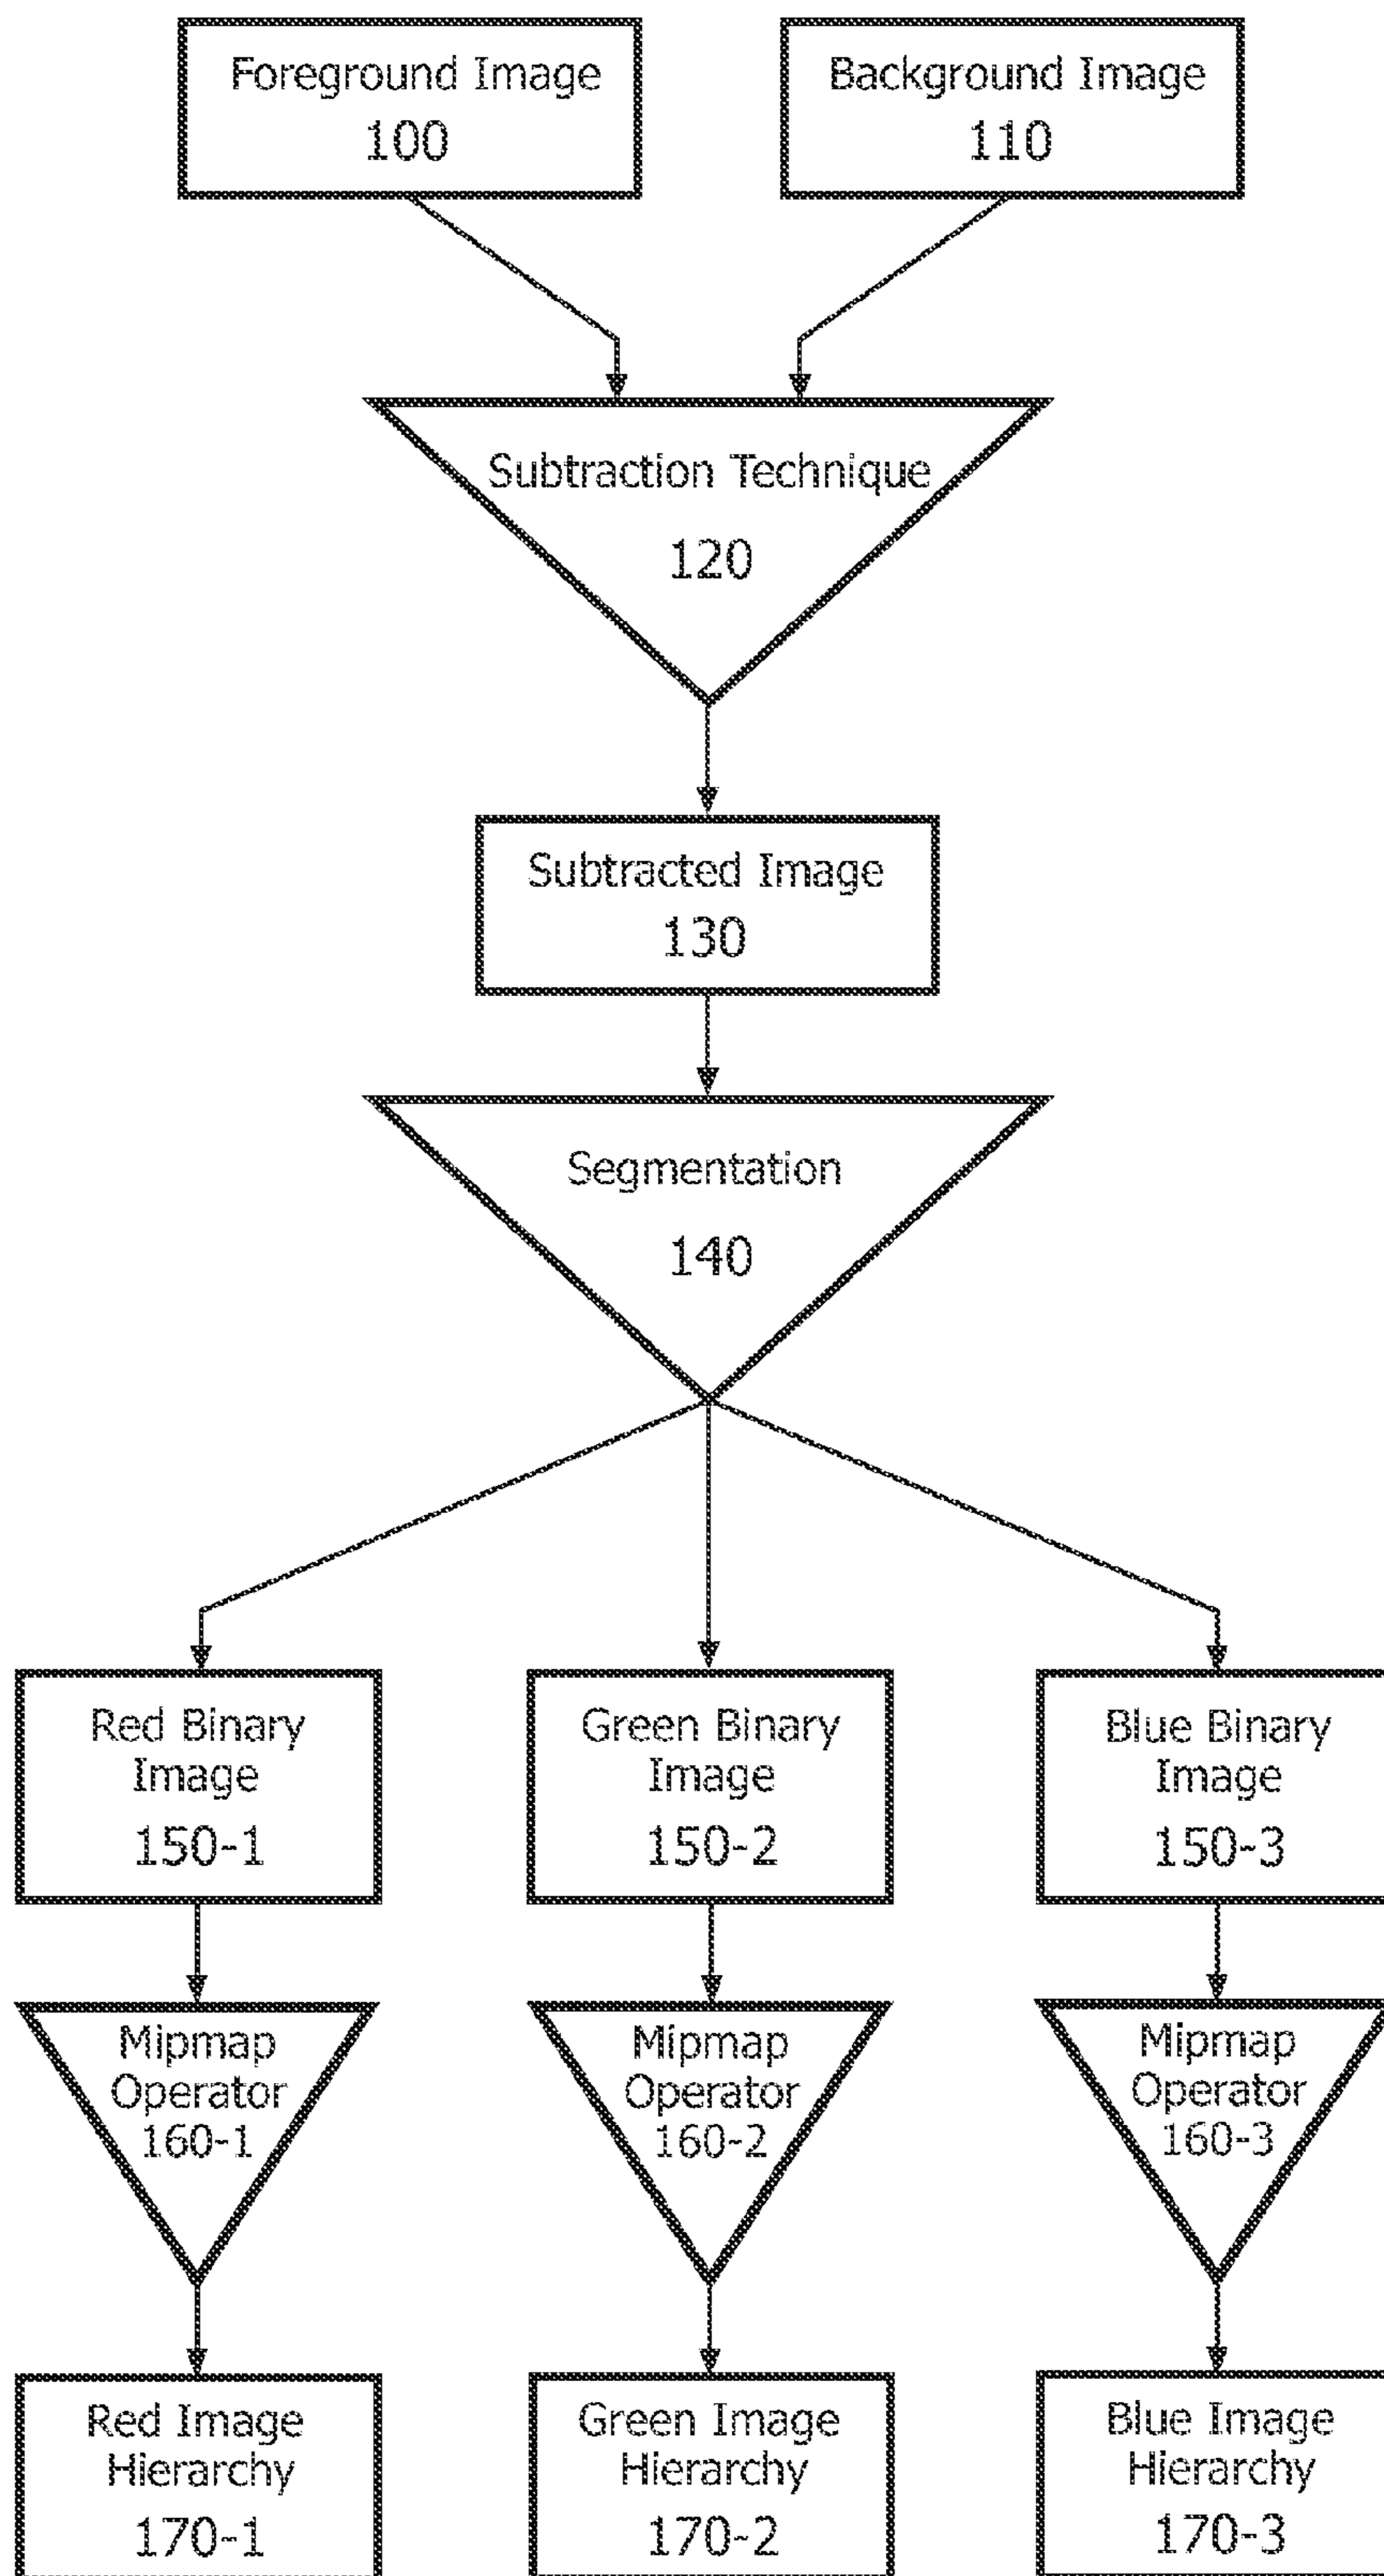 Foreground Image
100
Background Image
110
Subtraction Technique
120
Subtracted Image
130
Segmentation
140
Red Binary
Image
150-1
Green Binary
Image
150-2
Blue Binary
Image
150-3
Mipmap
Operator
160-1
Mipmap
Operator
160-2
Mipmap
Operator
160-3
Red Image
Hierarchy
170-1
Green Image
Hierarchy
170-2
Blue Image
Hierarchy
170-3